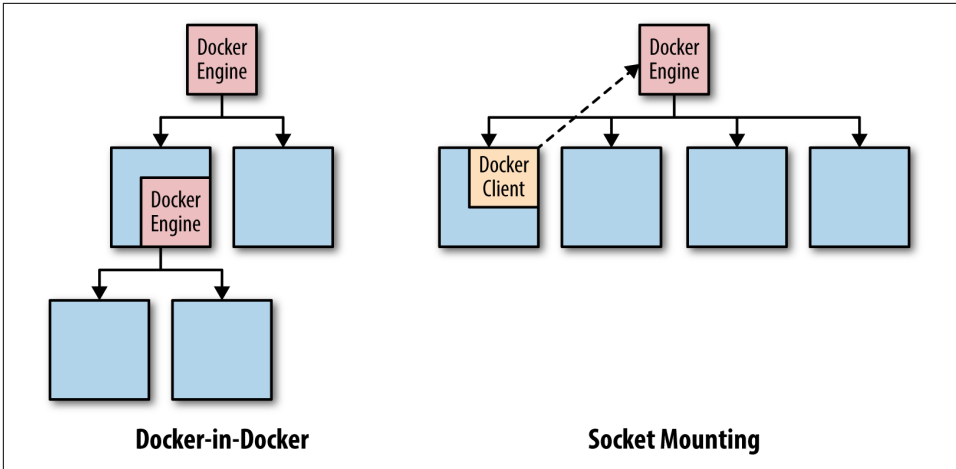 Docker
Engine
Docker
Engine
Docker-in-Docker
Docker
Engine
Docker
Client
Socket Mounting